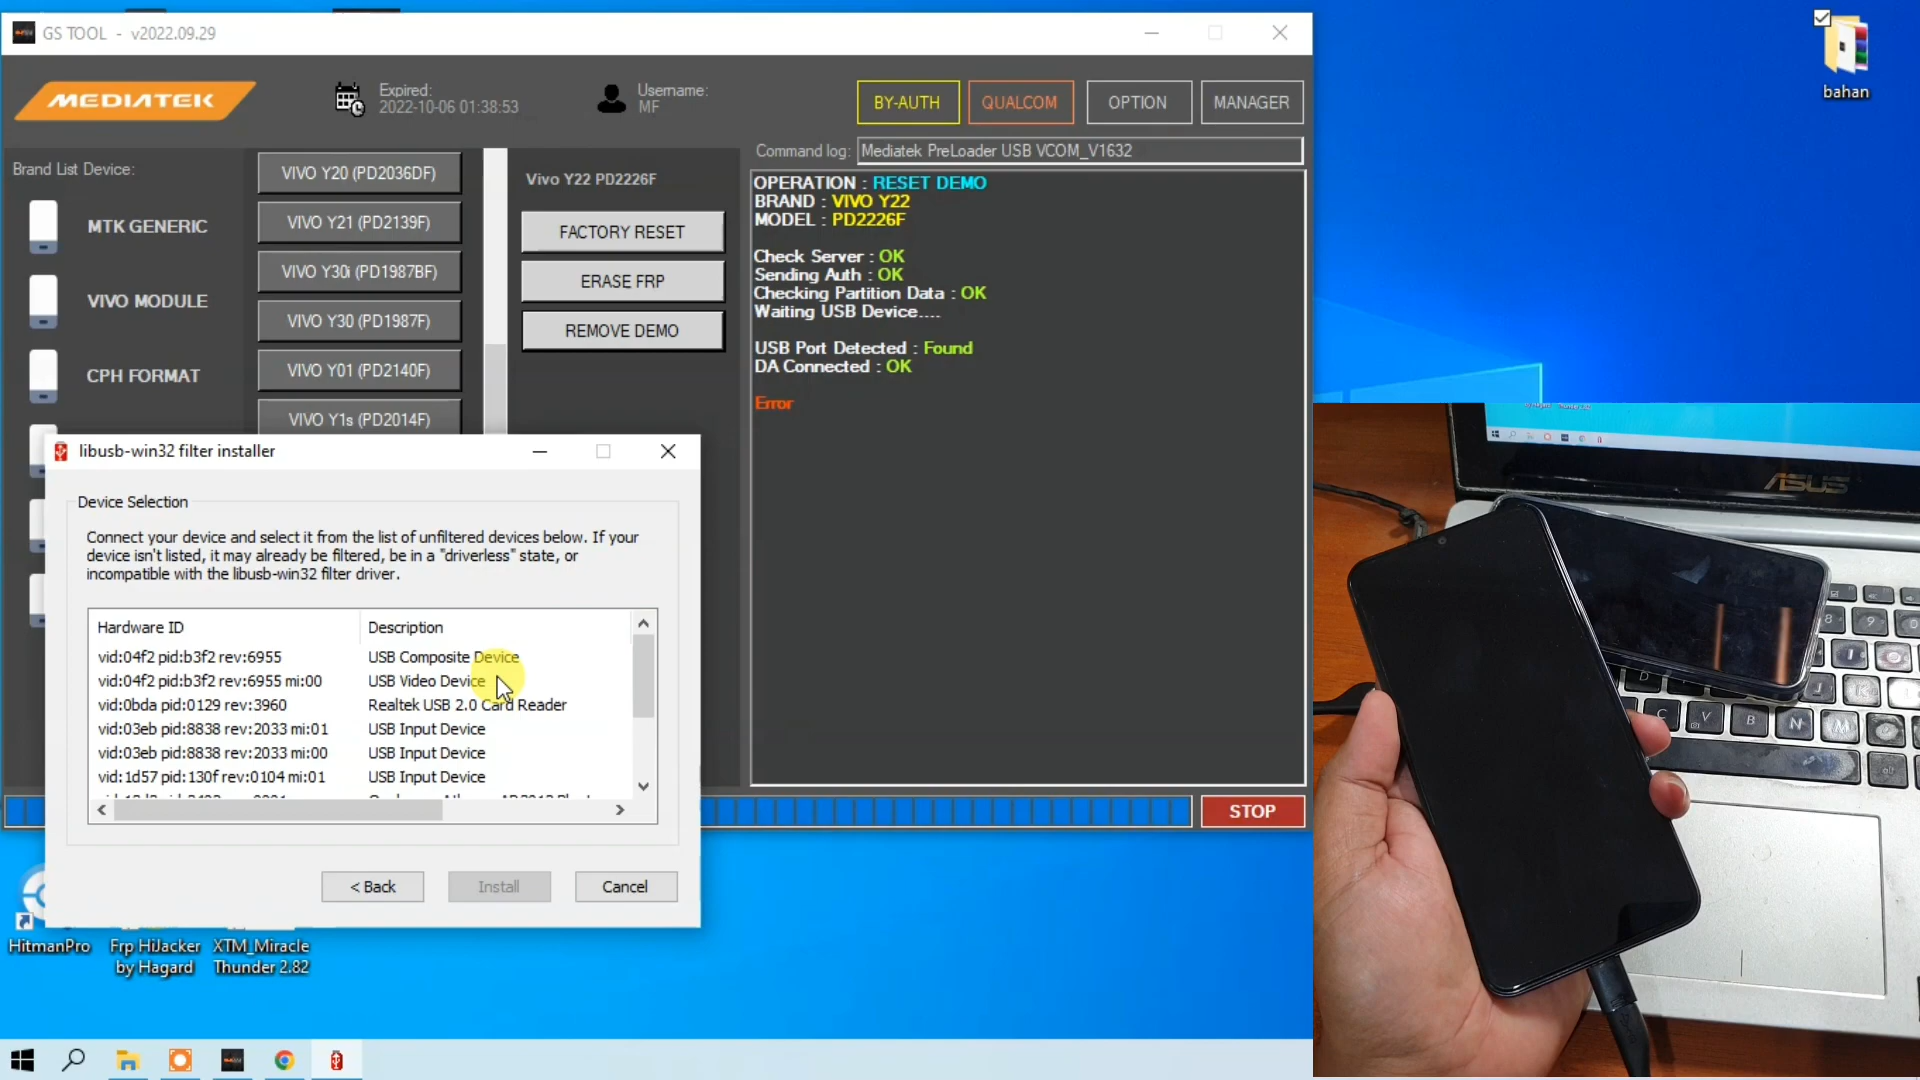 GS TOOL - v2022.09.29
MEDIATEK
Expired:
2022-10-06 01:38:53
Username:
MF
BY-AUTH
QUALCOM
OPTION
MANAGER
Command log:
Mediatek PreLoader USB VCOM_V1632
Brand List Device:
MTK GENERIC
VIVO MODULE
CPH FORMAT
VIVO Y20 (PD2036DF)
VIVO Y21 (PD2139F)
VIVO Y30i (PD1987BF)
VIVO Y30 (PD1987F)
VIVO Y01 (PD2140F)
VIVO Y1s (PD2014F)
Vivo Y22 PD2226F
FACTORY RESET
ERASE FRP
REMOVE DEMO
OPERATION : RESET DEMO
BRAND : VIVO Y22
MODEL : PD2226F
Check Server : OK
Sending Auth : OK
Checking Partition Data : OK
Waiting USB Device....
USB Port Detected : Found
DA Connected : OK
Error
STOP
libusb-win32 filter installer
Device Selection
Connect your device and select it from the list of unfiltered devices below. If your
device isn't listed, it may already be filtered, be in a "driverless" state, or
incompatible with the libusb-win32 filter driver.
Hardware ID Description
vid:04f2 pid:b3f2 rev:6955 USB Composite Device
vid:04f2 pid:b3f2 rev:6955 mi:00 USB Video Device
vid:0bda pid:0129 rev:3960 Realtek USB 2.0 Card Reader
vid:03eb pid:8838 rev:2033 mi:01 USB Input Device
vid:03eb pid:8838 rev:2033 mi:00 USB Input Device
vid:1d57 pid:130f rev:0104 mi:01 USB Input Device
< Back
Install
Cancel
HitmanPro
Frp HiJacker
by Hagard
XTM_Miracle
Thunder 2.82
bahan
ASUS
8
9
0
I
O
D
J
K
C
V
B
N
M